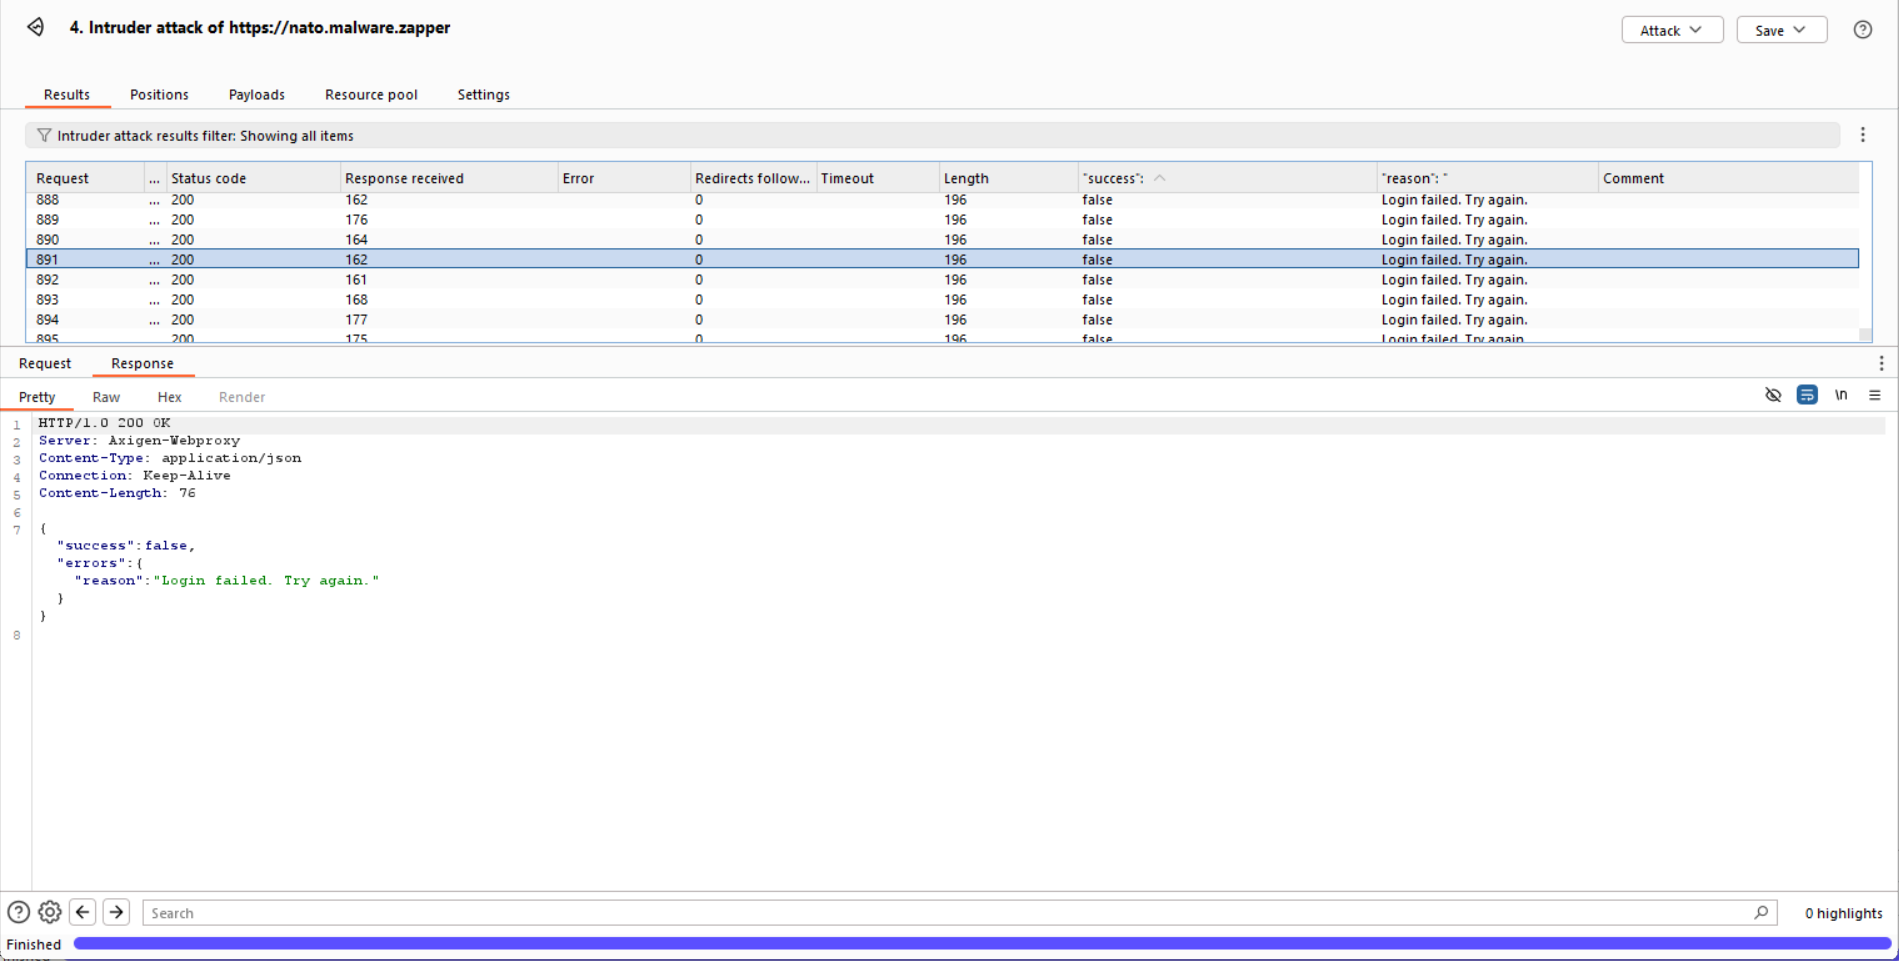 4. Intruder attack of https://nato.malware.zapper
Attack
Save
Results Positions Payloads Resource pool Settings
Intruder attack results filter: Showing all items
Request ... Status code Response received Error Redirects follow... Timeout Length "success": "reason": " Comment
888 ... 200 162 0 196 false Login failed. Try again.
889 ... 200 176 0 196 false Login failed. Try again.
890 ... 200 164 0 196 false Login failed. Try again.
891 ... 200 162 0 196 false Login failed. Try again.
892 ... 200 161 0 196 false Login failed. Try again.
893 ... 200 168 0 196 false Login failed. Try again.
894 ... 200 177 0 196 false Login failed. Try again.
895 ... 200 175 0 196 false Login failed. Try again.
Request Response
Pretty Raw Hex Render
\n
1 HTTP/1.0 200 OK
2 Server: Axigen-Webproxy
3 Content-Type: application/json
4 Connection: Keep-Alive
5 Content-Length: 76
6
7 {
"success":false,
"errors":{
"reason":"Login failed. Try again."
}
}
8
Search
0 highlights
Finished